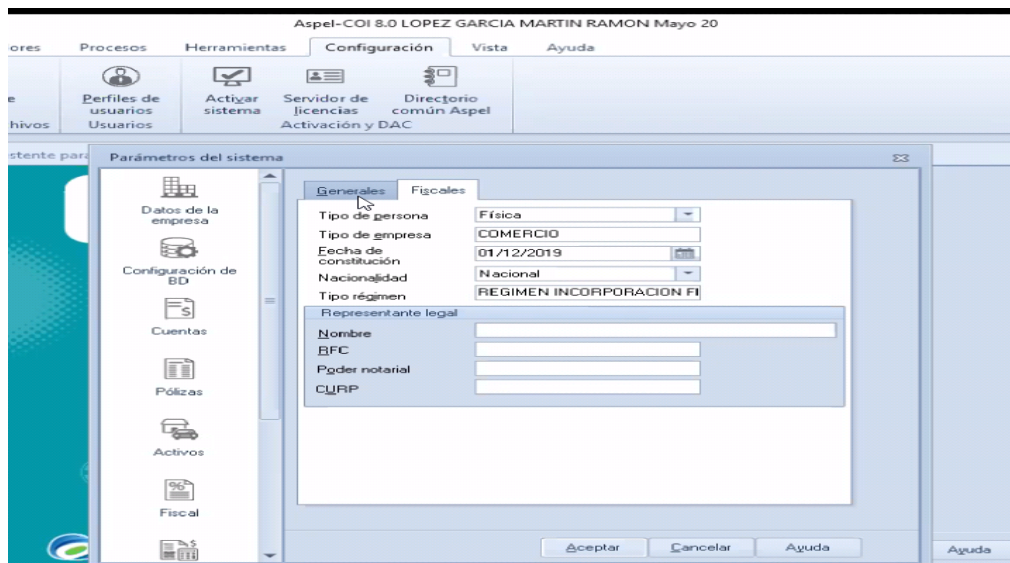 Aspel-COI 8.0 LOPEZ GARCIA MARTIN RAMON Mayo 20
ores Procesos Herramientas Configuración Vista Ayuda
e Perfiles de usuarios Activar sistema Servidor de licencias Directorio común Aspel
hivos Usuarios Activación y DAC
stente para
Parámetros del sistema
Datos de la empresa
Configuración de BD
Cuentas
Pólizas
Activos
Fiscal
Generales Fiscales
Tipo de persona Física
Tipo de empresa COMERCIO
Fecha de constitución 01/12/2019
Nacionalidad Nacional
Tipo régimen REGIMEN INCORPORACION FI
Representante legal
Nombre
RFC
Poder notarial
CURP
Aceptar Cancelar Ayuda
Ayuda